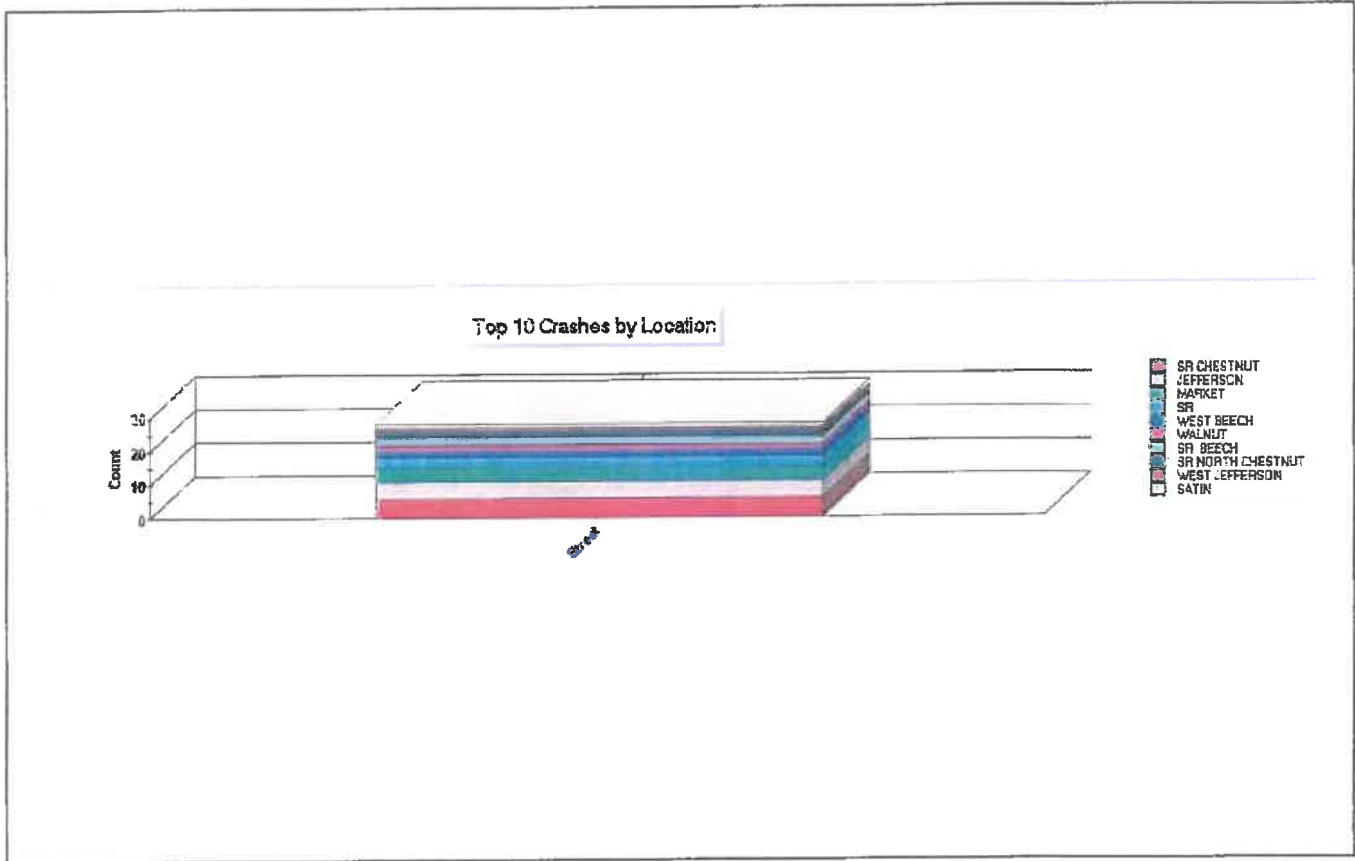 Top 10 Crashes by Location
30
20
10
0
Count
Street
SR CHESTNUT
JEFFERSON
MARKET
SR
WEST BEECH
WALNUT
SR BEECH
SR NORTH CHESTNUT
WEST JEFFERSON
SATIN